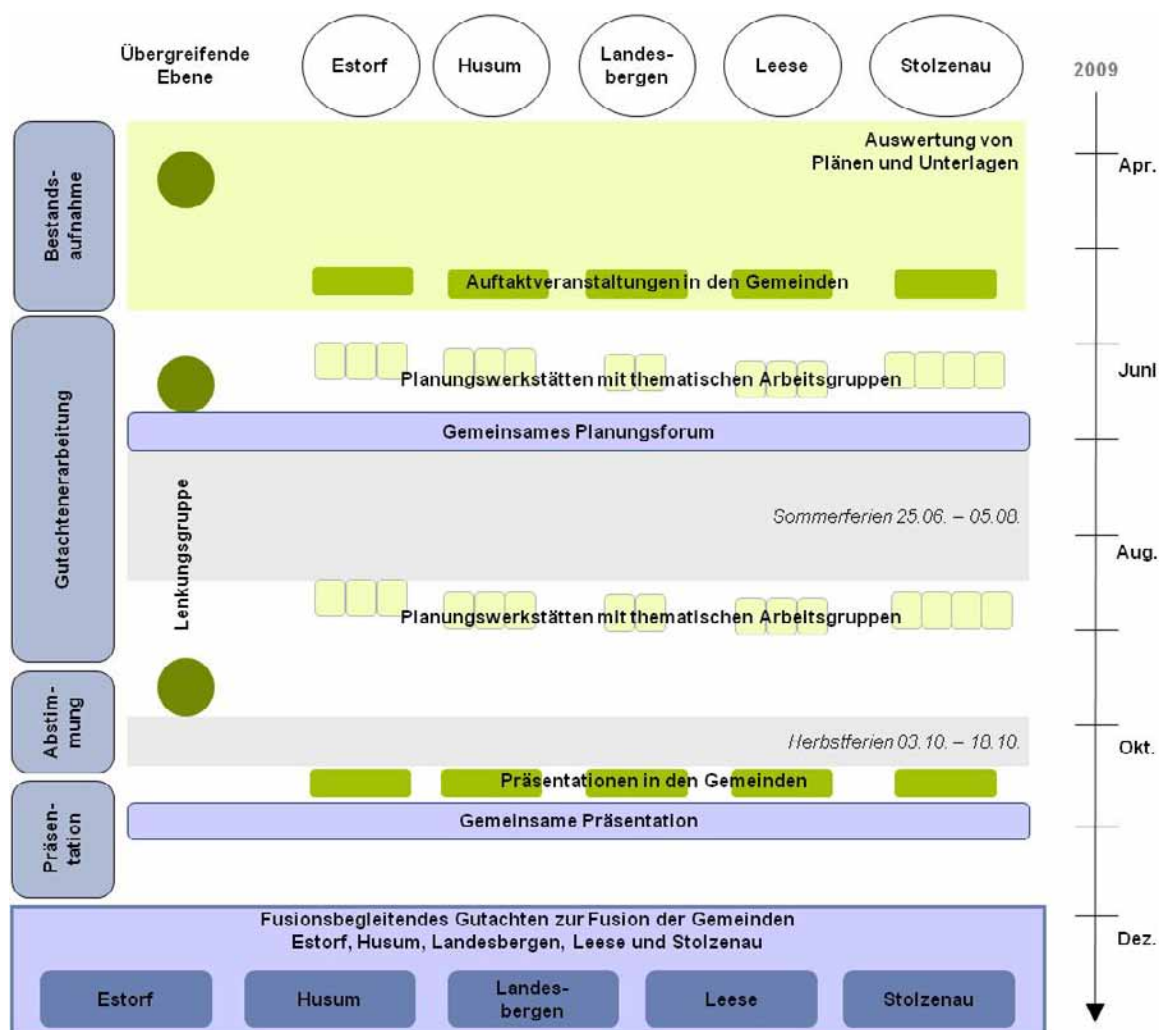 Übergreifende
Ebene
Estorf
Husum
Landes-
bergen
Leese
Stolzenau
2009
Bestands-
aufnahme
Auswertung von
Plänen und Unterlagen
Apr.
Auftaktveranstaltungen in den Gemeinden
Gutachtenerarbeitung
Juni
Planungswerkstätten mit thematischen Arbeitsgruppen
Gemeinsames Planungsforum
Lenkungsgruppe
Sommerferien 25.06. – 05.08.
Aug.
Planungswerkstätten mit thematischen Arbeitsgruppen
Abstim-
mung
Herbstferien 03.10. – 18.10.
Okt.
Präsen-
tation
Präsentationen in den Gemeinden
Gemeinsame Präsentation
Fusionsbegleitendes Gutachten zur Fusion der Gemeinden
Estorf, Husum, Landesbergen, Leese und Stolzenau
Dez.
Estorf
Husum
Landes-
bergen
Leese
Stolzenau